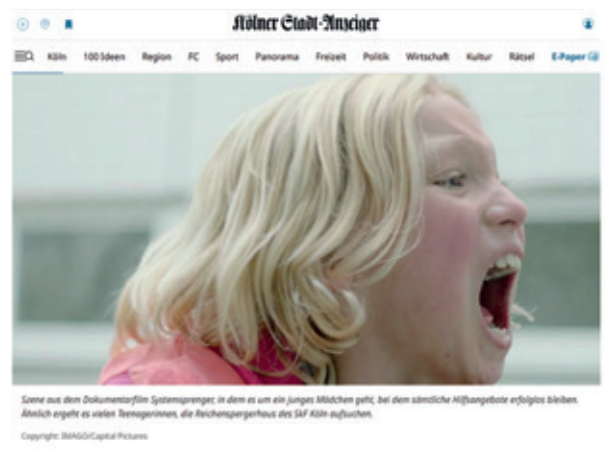 Kölner Stadt-Anzeiger
Köln 100 Ideen Region FC Sport Panorama Freizeit Politik Wirtschaft Kultur Rätsel E-Paper
Szene aus dem Dokumentarfilm Systemsprenger, in dem es um ein junges Mädchen geht, bei dem sämtliche Hilfsangebote erfolglos bleiben.
Ähnlich ergeht es vielen Teenagerinnen, die Reichenspergerhaus des SkF Köln aufsuchen.
Copyright: IMAGO/Capital Pictures